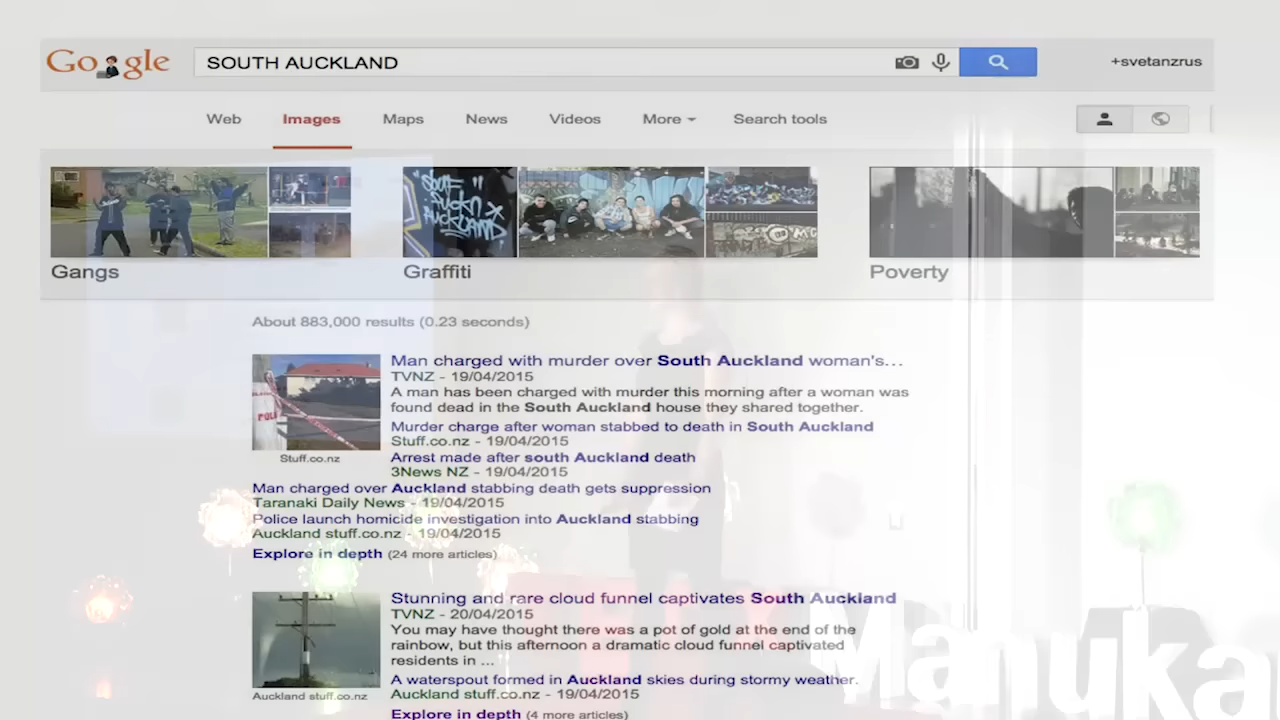 Google
SOUTH AUCKLAND
+svetanzrus
Web Images Maps News Videos More Search tools
SOUF
FUCKN
AUCKLAND
Gangs
Graffiti
Poverty
About 883,000 results (0.23 seconds)
Man charged with murder over South Auckland woman's...
TVNZ - 19/04/2015
A man has been charged with murder this morning after a woman was
found dead in the South Auckland house they shared together.
Murder charge after woman stabbed to death in South Auckland
Stuff.co.nz - 19/04/2015
Arrest made after south Auckland death
3News NZ - 19/04/2015
Stuff.co.nz
Man charged over Auckland stabbing death gets suppression
Taranaki Daily News - 19/04/2015
Police launch homicide investigation into Auckland stabbing
Auckland stuff.co.nz - 19/04/2015
Explore in depth (24 more articles)
Stunning and rare cloud funnel captivates South Auckland
TVNZ - 20/04/2015
You may have thought there was a pot of gold at the end of the
rainbow, but this afternoon a dramatic cloud funnel captivated
residents in ...
A waterspout formed in Auckland skies during stormy weather.
Auckland stuff.co.nz - 19/04/2015
Auckland stuff.co.nz
Explore in depth (4 more articles)
Manukau